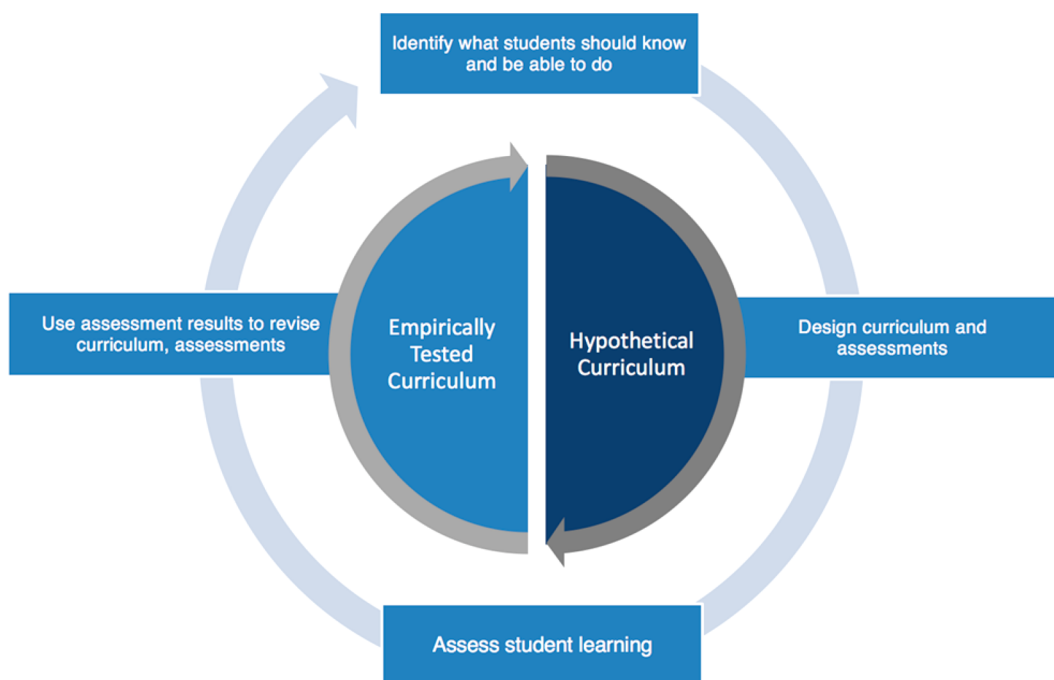 Identify what students should know
and be able to do
Use assessment results to revise
curriculum, assessments
Empirically
Tested
Curriculum
Hypothetical
Curriculum
Design curriculum and
assessments
Assess student learning